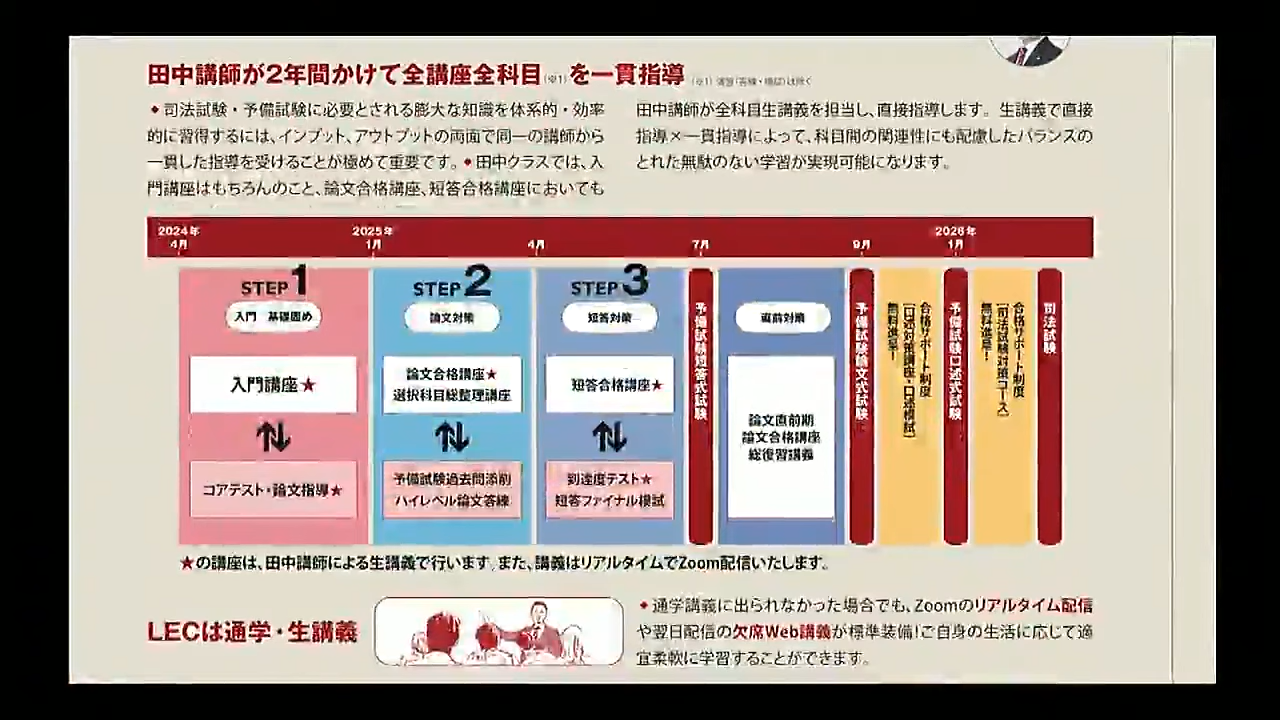 田中講師が2年間かけて全講座全科目(※1)を一貫指導 (※1) 演習(答練・模試)は除く
◆司法試験・予備試験に必要とされる膨大な知識を体系的・効率
的に習得するには、インプット、アウトプットの両面で同一の講師から
一貫した指導を受けることが極めて重要です。◆田中クラスでは、入
門講座はもちろんのこと、論文合格講座、短答合格講座においても
田中講師が全科目生講義を担当し、直接指導します。生講義で直接
指導×一貫指導によって、科目間の関連性にも配慮したバランスの
とれた無駄のない学習が実現可能になります。
2024年
4月
2025年
1月
4月
7月
9月
2026年
1月
STEP1
入門 基礎固め
入門講座★
コアテスト・論文指導★
STEP2
論文対策
論文合格講座★
選択科目総整理講座
予備試験過去問添削
ハイレベル論文答練
STEP3
短答対策
短答合格講座★
到達度テスト★
短答ファイナル模試
予備試験短答式試験
直前対策
論文直前期
論文合格講座
総復習講義
予備試験論文式試験
合格サポート制度
[口述対策講座・口述模試]
無料進呈!
予備試験口述式試験
合格サポート制度
[司法試験対策コース]
無料進呈!
司法試験
★の講座は、田中講師による生講義で行います。また、講義はリアルタイムでZoom配信いたします。
LECは通学・生講義
◆通学講義に出られなかった場合でも、Zoomのリアルタイム配信
や翌日配信の欠席Web講義が標準装備!ご自身の生活に応じて適
宜柔軟に学習することができます。